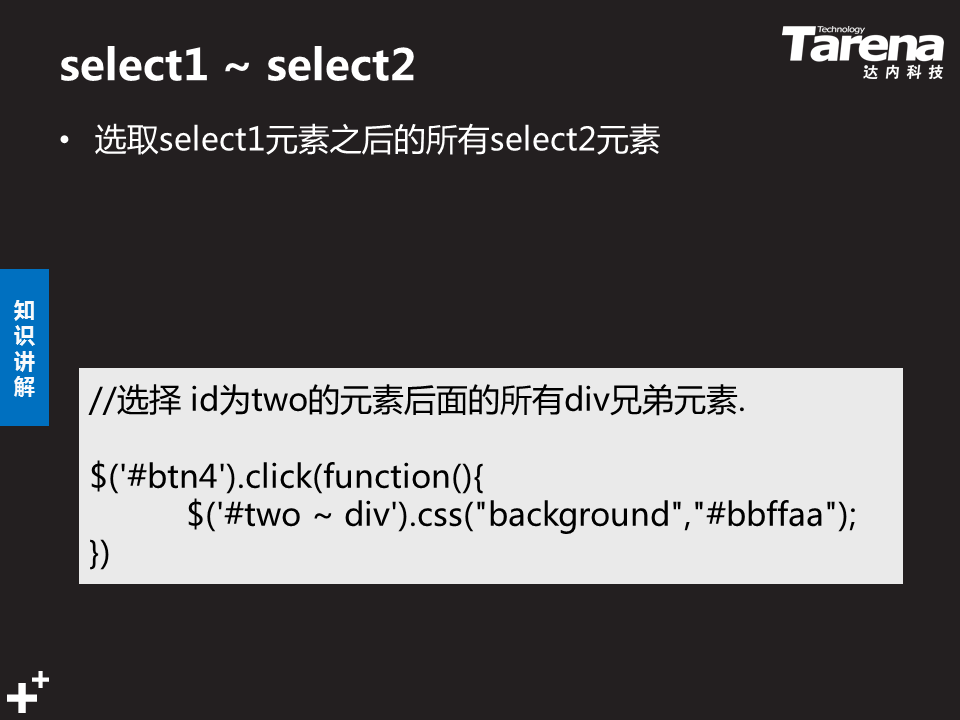 select1 ~ select2
Technology
Tarena
达内科技
• 选取select1元素之后的所有select2元素
知
识
讲
解
//选择 id为two的元素后面的所有div兄弟元素.
$('#btn4').click(function(){
$('#two ~ div').css("background","#bbffaa");
})